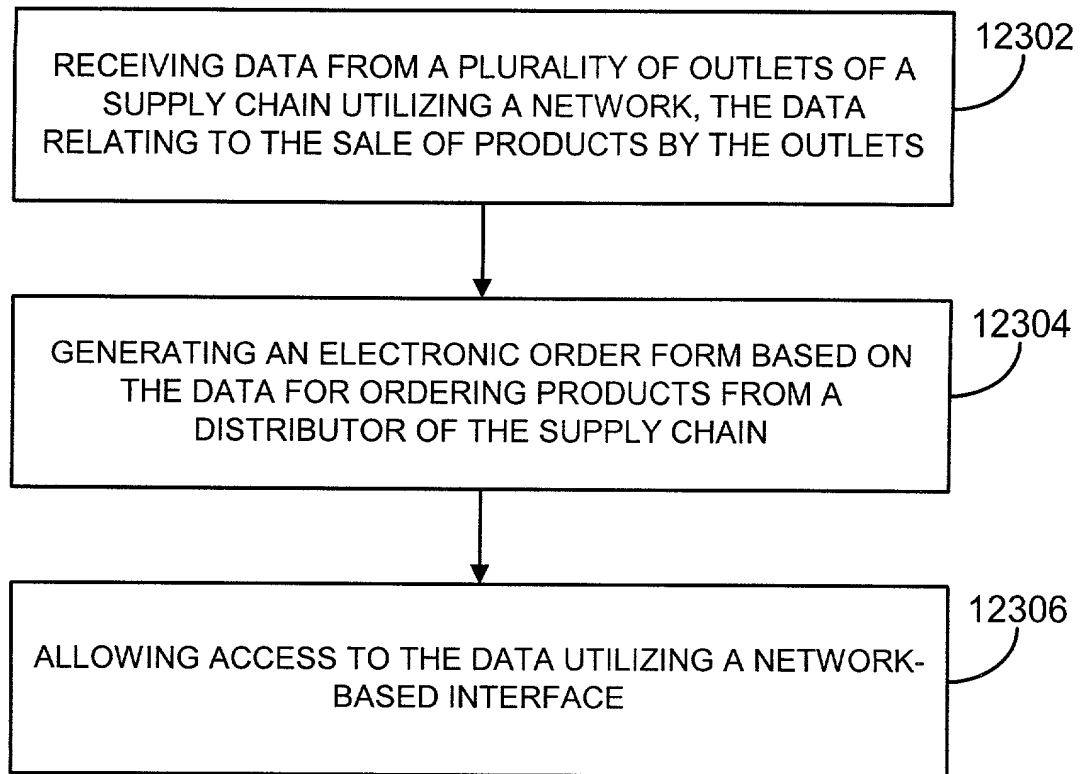 12302
RECEIVING DATA FROM A PLURALITY OF OUTLETS OF A
SUPPLY CHAIN UTILIZING A NETWORK, THE DATA
RELATING TO THE SALE OF PRODUCTS BY THE OUTLETS
12304
GENERATING AN ELECTRONIC ORDER FORM BASED ON
THE DATA FOR ORDERING PRODUCTS FROM A
DISTRIBUTOR OF THE SUPPLY CHAIN
12306
ALLOWING ACCESS TO THE DATA UTILIZING A NETWORK-
BASED INTERFACE